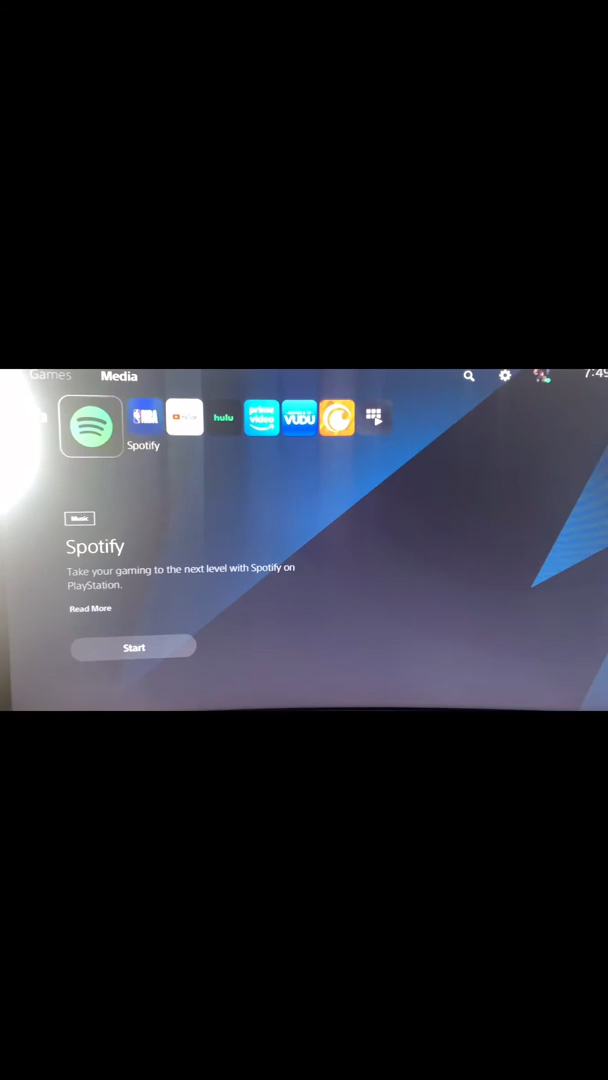 Games Media
7:49
NBA
hulu
prime video
VUDU
Spotify
Music
Spotify
Take your gaming to the next level with Spotify on
PlayStation.
Read More
Start